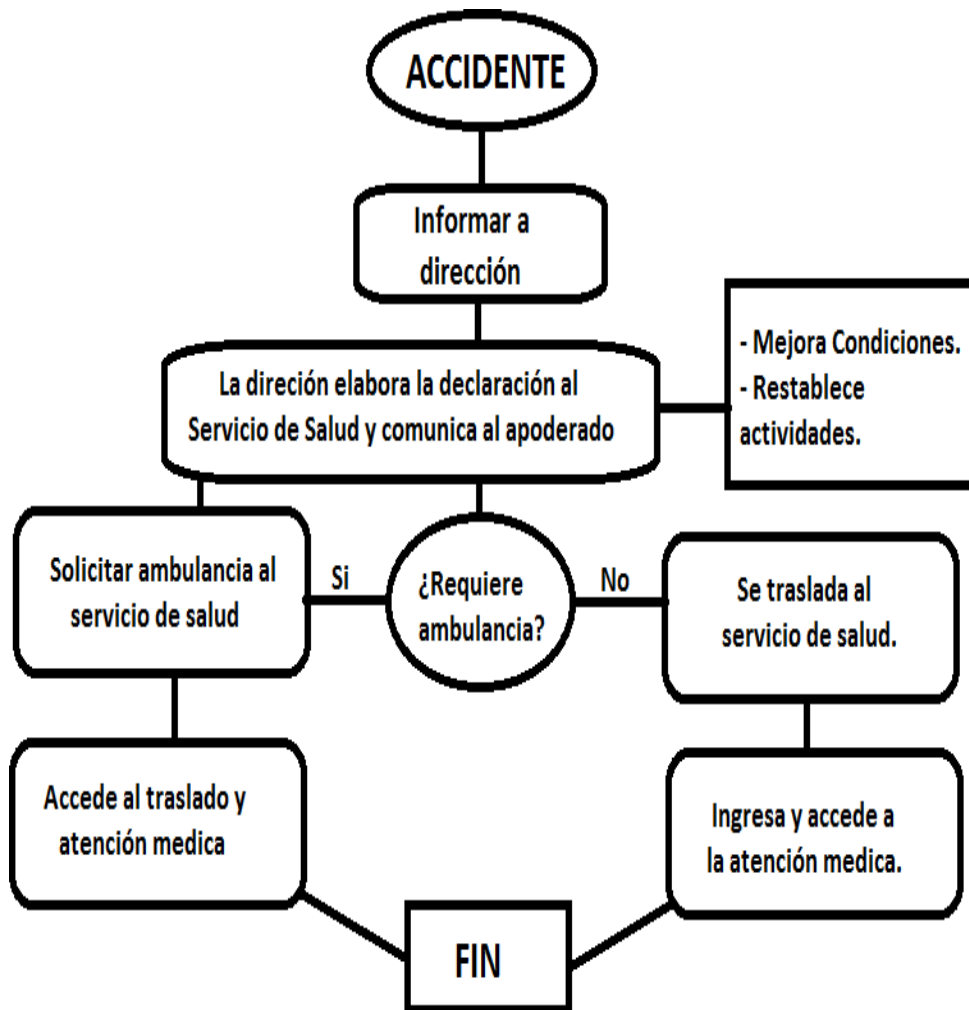 ACCIDENTE
Informar a
dirección
La direción elabora la declaración al
Servicio de Salud y comunica al apoderado
- Mejora Condiciones.
- Restablece
actividades.
Solicitar ambulancia al
servicio de salud
Si
¿Requiere
ambulancia?
No
Se traslada al
servicio de salud.
Accede al traslado y
atención medica
Ingresa y accede a
la atención medica.
FIN